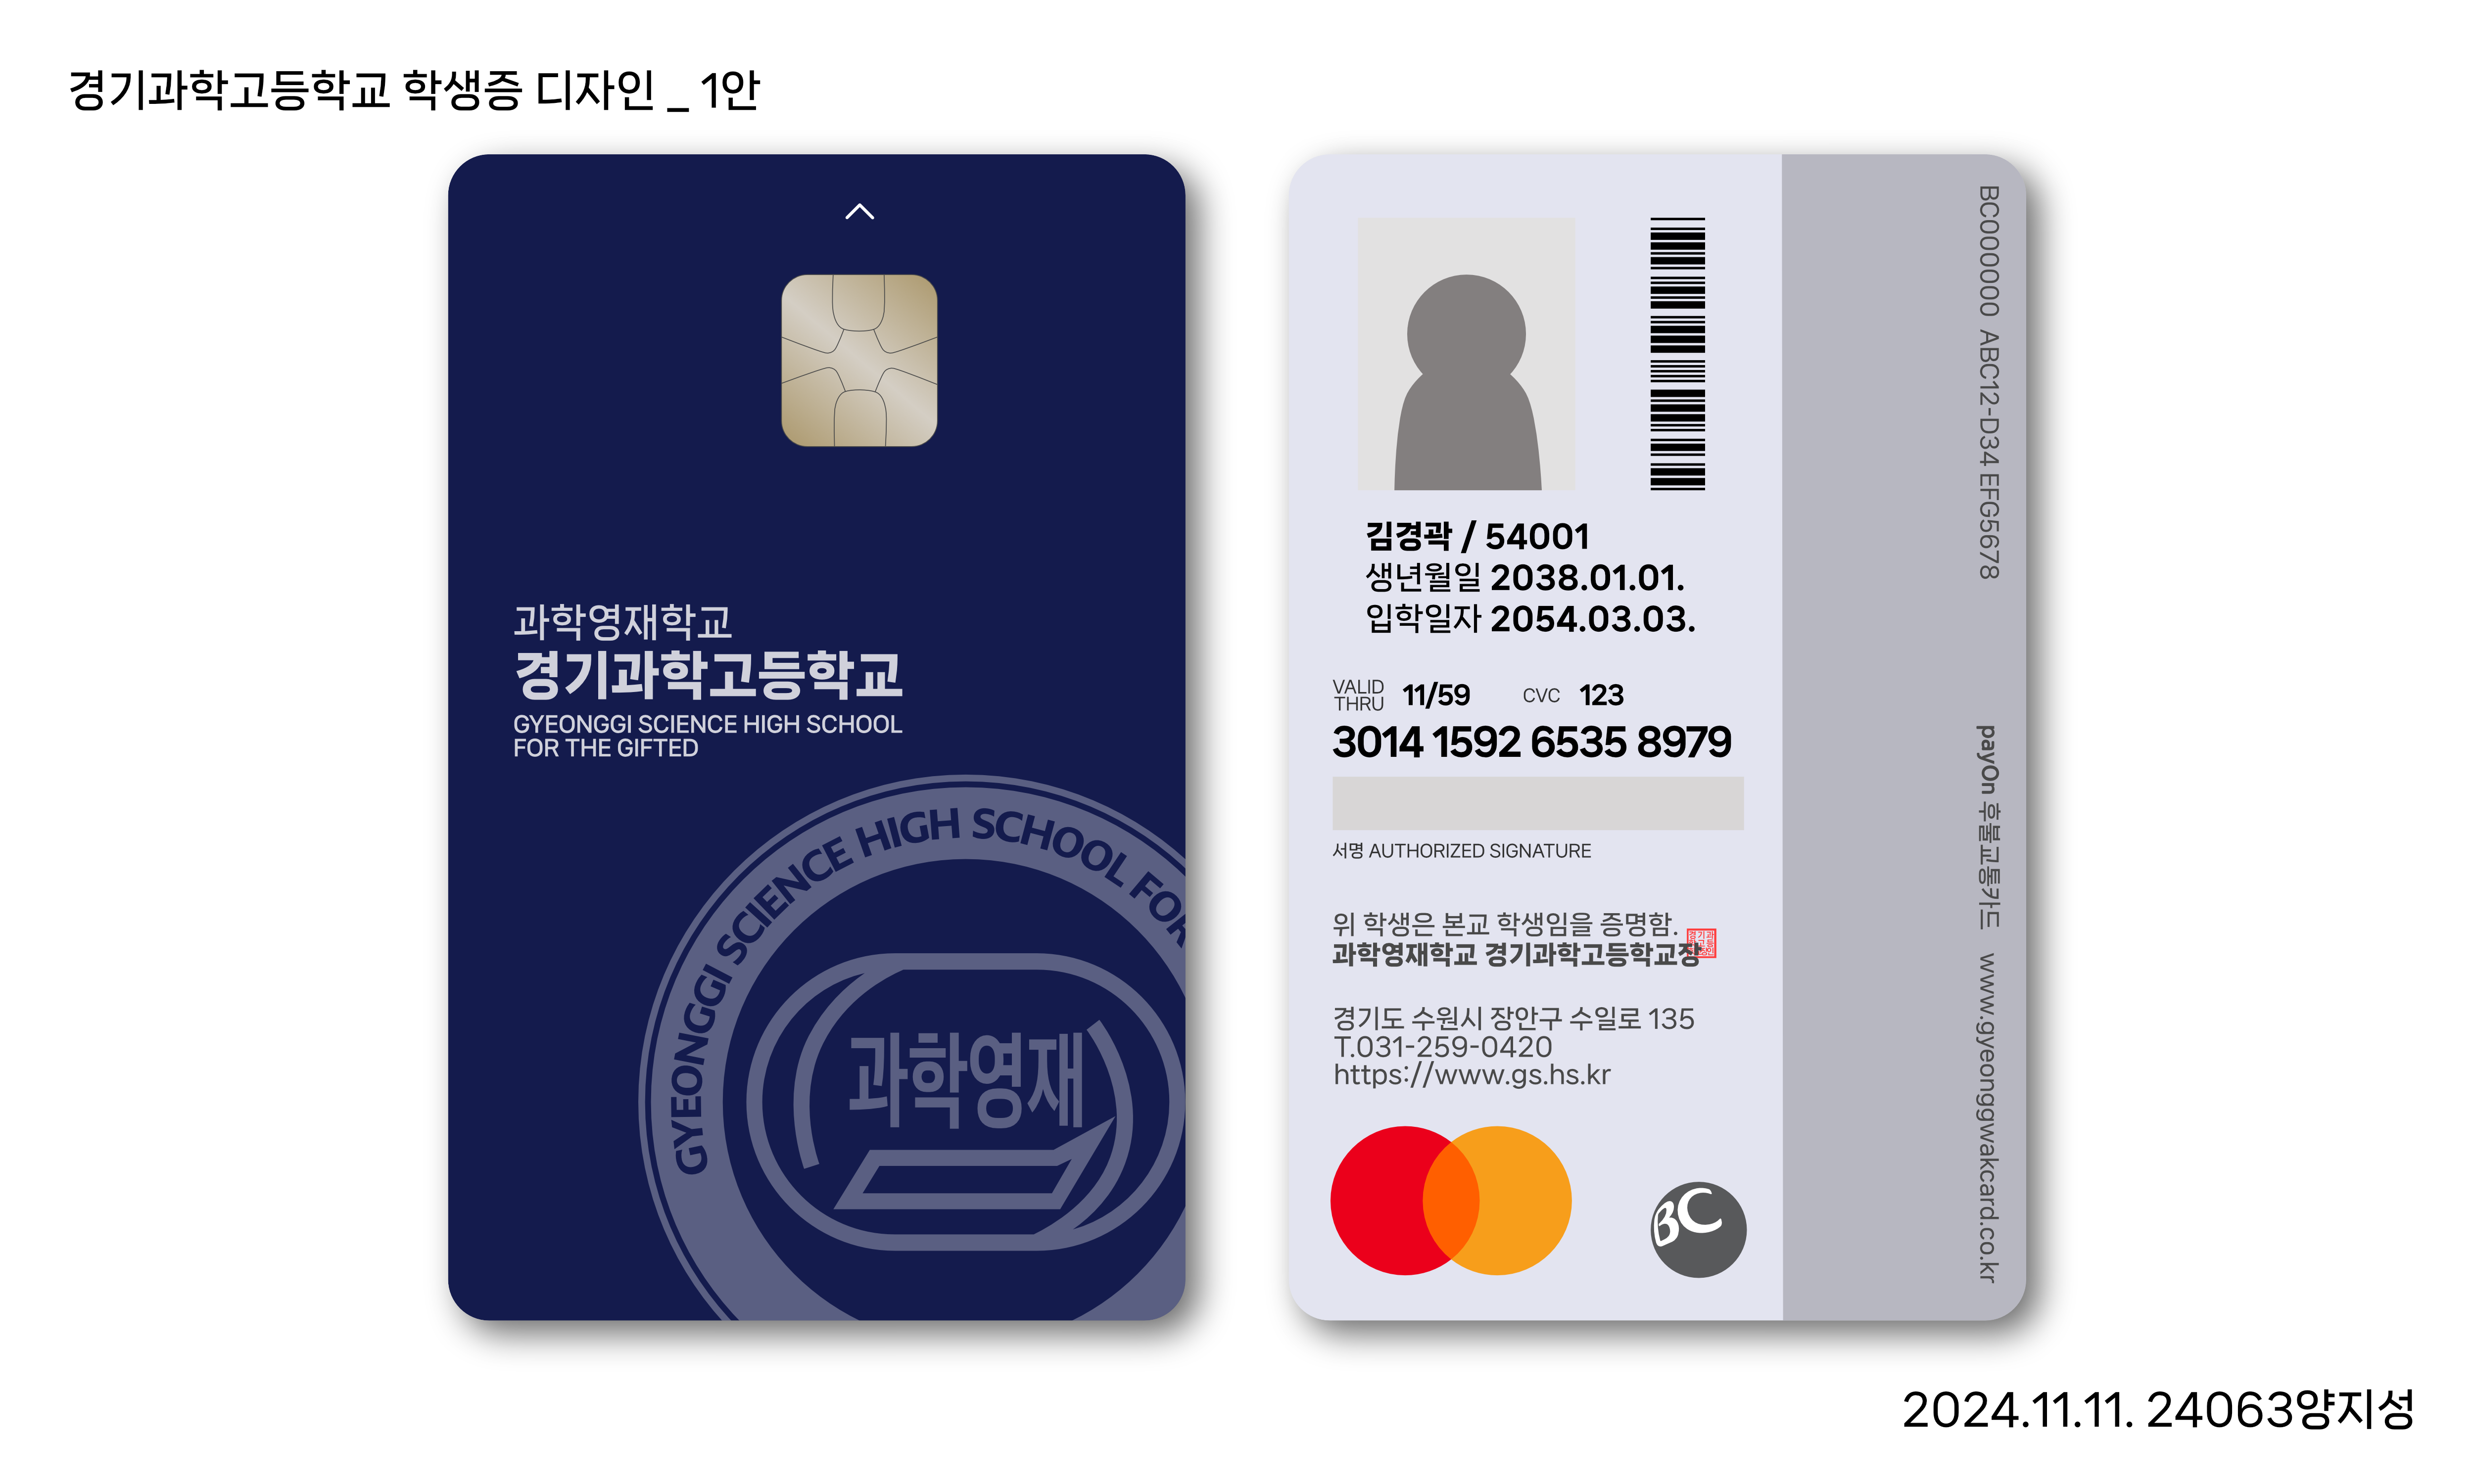 경기과학고등학교 학생증 디자인 _ 1안
과학영재학교
경기과학고등학교
GYEONGGI SCIENCE HIGH SCHOOL
FOR THE GIFTED
GYEONGGI SCIENCE HIGH SCHOOL FOR
과학영재
김경곽 / 54001
생년월일 2038.01.01.
입학일자 2054.03.03.
VALID THRU 11/59 CVC 123
3014 1592 6535 8979
서명 AUTHORIZED SIGNATURE
위 학생은 본교 학생임을 증명함.
과학영재학교 경기과학고등학교장
경기도 수원시 장안구 수일로 135
T.031-259-0420
https://www.gs.hs.kr
BC
BC000000 ABC12-D34 EFG5678
payOn 후불교통카드 www.gyeonggwakcard.co.kr
2024.11.11. 24063양지성